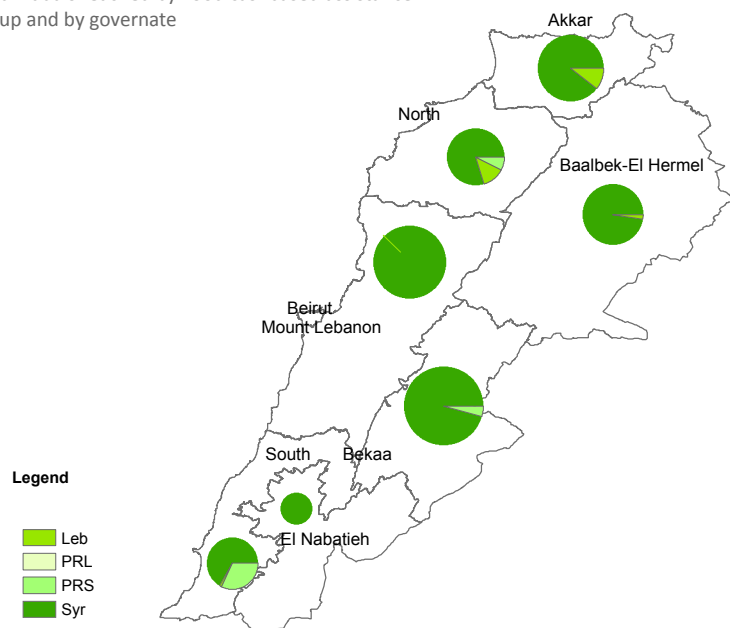 up and by governate
Akkar
North
Baalbek-El Hermel
Beirut
Mount Lebanon
South
Bekaa
El Nabatieh
Legend
Leb
PRL
PRS
Syr